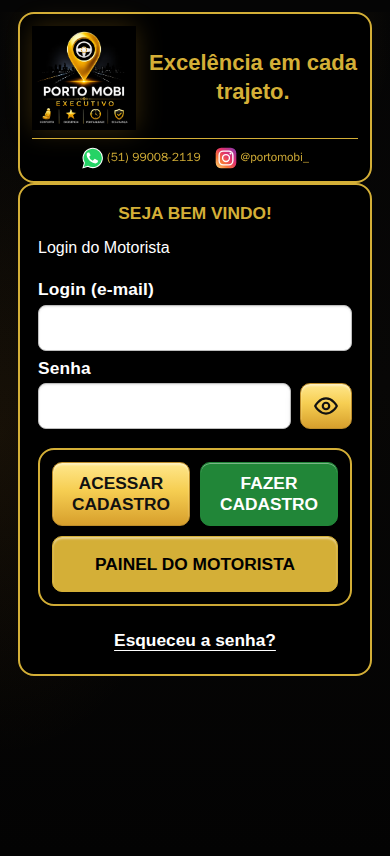 PORTO MOBI
EXECUTIVO
Excelência em cada
trajeto.
(51) 99008-2119
@portomobi_
SEJA BEM VINDO!
Login do Motorista
Login (e-mail)
Senha
ACESSAR
CADASTRO
FAZER
CADASTRO
PAINEL DO MOTORISTA
Esqueceu a senha?